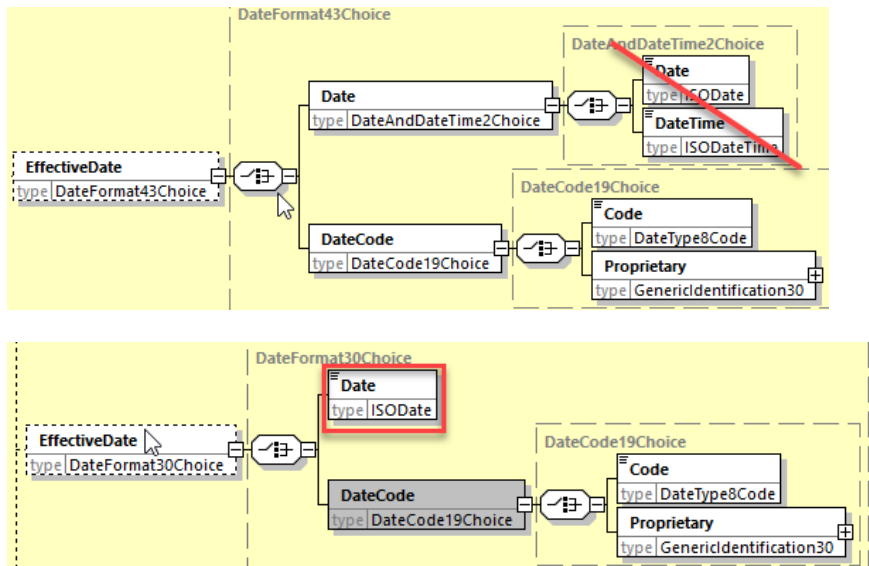 DateFormat43Choice
DateAndDateTime2Choice
Date
type ISODate
Date
type DateAndDateTime2Choice
DateTime
type ISODateTime
EffectiveDate
type DateFormat43Choice
DateCode19Choice
Code
type DateType8Code
DateCode
type DateCode19Choice
Proprietary
type GenericIdentification30
DateFormat30Choice
Date
type ISODate
EffectiveDate
type DateFormat30Choice
DateCode19Choice
Code
type DateType8Code
DateCode
type DateCode19Choice
Proprietary
type GenericIdentification30